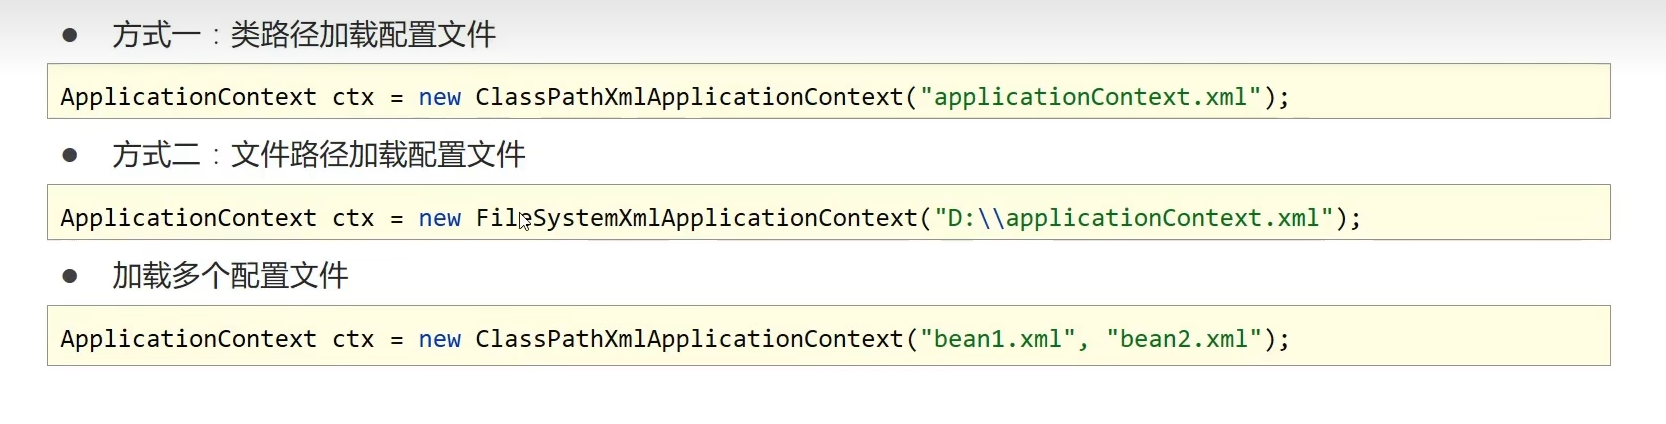 ● 方式一：类路径加载配置文件
ApplicationContext ctx = new ClassPathXmlApplicationContext("applicationContext.xml");
● 方式二：文件路径加载配置文件
ApplicationContext ctx = new FileSystemXmlApplicationContext("D:\\applicationContext.xml");
● 加载多个配置文件
ApplicationContext ctx = new ClassPathXmlApplicationContext("bean1.xml", "bean2.xml");